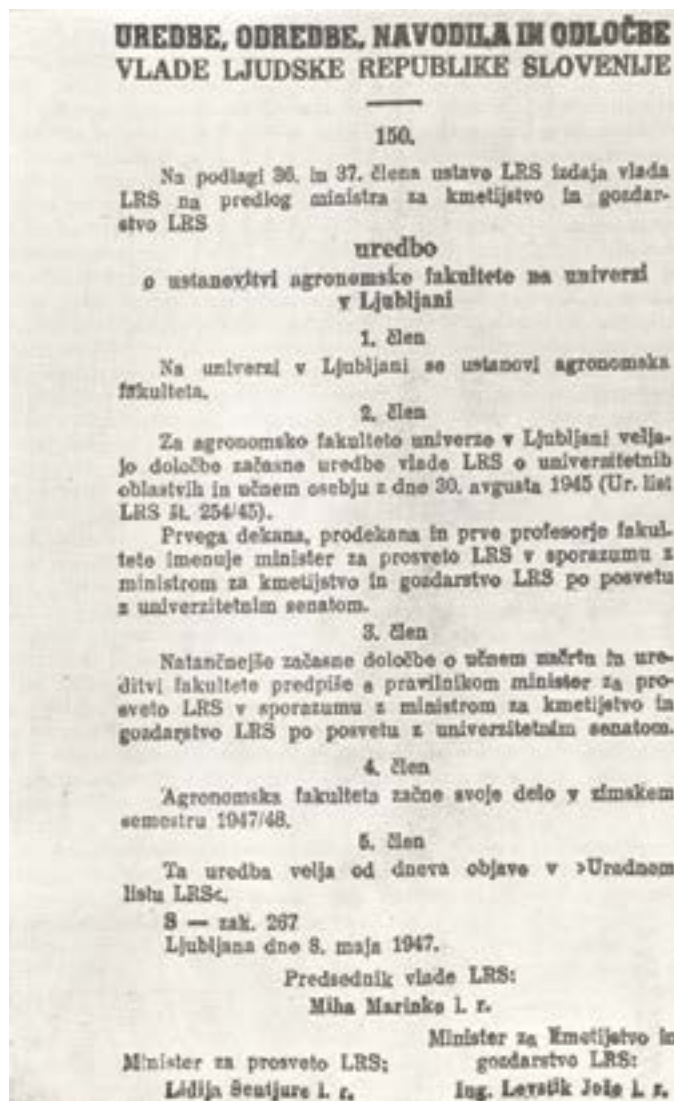 UREDBE, ODREDBE, NAVODILA IN ODLOČBE
VLADE LJUDSKE REPUBLIKE SLOVENIJE
150.
Na podlagi 36. in 37. člena ustave LRS izdaja vlada
LRS na predlog ministra za kmetijstvo in gozdar-
stvo LRS
uredbo
o ustanovitvi agronomske fakultete na univerzi
v Ljubljani
1. člen
Na univerzi v Ljubljani se ustanovi agronomska
fakulteta.
2. člen
Za agronomsko fakulteto univerze v Ljubljani velja-
jo določbe začasne uredbe vlade LRS o univerzitetnih
oblastvih in učnem osebju z dne 30. avgusta 1945 (Ur. list
LRS št. 254/45).
Prvega dekana, prodekana in prve profesorje fakul-
tete imenuje minister za prosveto LRS v sporazumu z
ministrom za kmetijstvo in gozdarstvo LRS po posvetu
z univerzitetnim senatom.
3. člen
Natančnejše začasne določbe o učnem načrtu in ure-
ditvi fakultete predpiše s pravilnikom minister za pro-
sveto LRS v sporazumu z ministrom za kmetijstvo in
gozdarstvo LRS po posvetu z univerzitetnim senatom.
4. člen
Agronomska fakulteta začne svoje delo v zimskem
semestru 1947/48.
5. člen
Ta uredba velja od dneva objave v »Uradnem
listu LRS«.
S — zak. 267
Ljubljana dne 8. maja 1947.
Predsednik vlade LRS:
Miha Marinko l. r.
Minister za prosveto LRS:
Lidija Šentjurc l. r.
Minister za kmetijstvo in
gozdarstvo LRS:
Ing. Levstik Jože l. r.